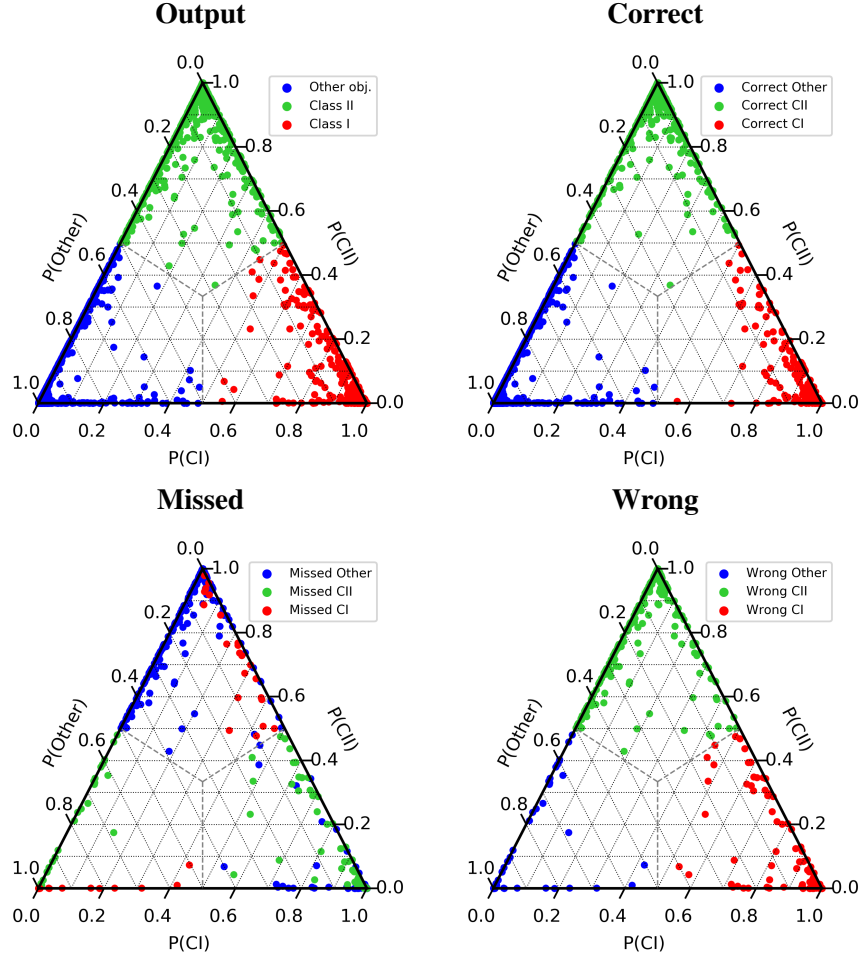 Output
0.0
1.0
Other obj.
Class II
Class I
0.2
0.8
0.4
0.6
P(Other)
P(CII)
0.6
0.4
0.8
0.2
1.0
0.0
0.0 0.2 0.4 0.6 0.8 1.0
P(CI)
Correct
0.0
1.0
Correct Other
Correct CII
Correct CI
0.2
0.8
0.4
0.6
P(Other)
P(CII)
0.6
0.4
0.8
0.2
1.0
0.0
0.0 0.2 0.4 0.6 0.8 1.0
P(CI)
Missed
0.0
1.0
Missed Other
Missed CII
Missed CI
0.2
0.8
0.4
0.6
P(Other)
P(CII)
0.6
0.4
0.8
0.2
1.0
0.0
0.0 0.2 0.4 0.6 0.8 1.0
P(CI)
Wrong
0.0
1.0
Wrong Other
Wrong CII
Wrong CI
0.2
0.8
0.4
0.6
P(Other)
P(CII)
0.6
0.4
0.8
0.2
1.0
0.0
0.0 0.2 0.4 0.6 0.8 1.0
P(CI)